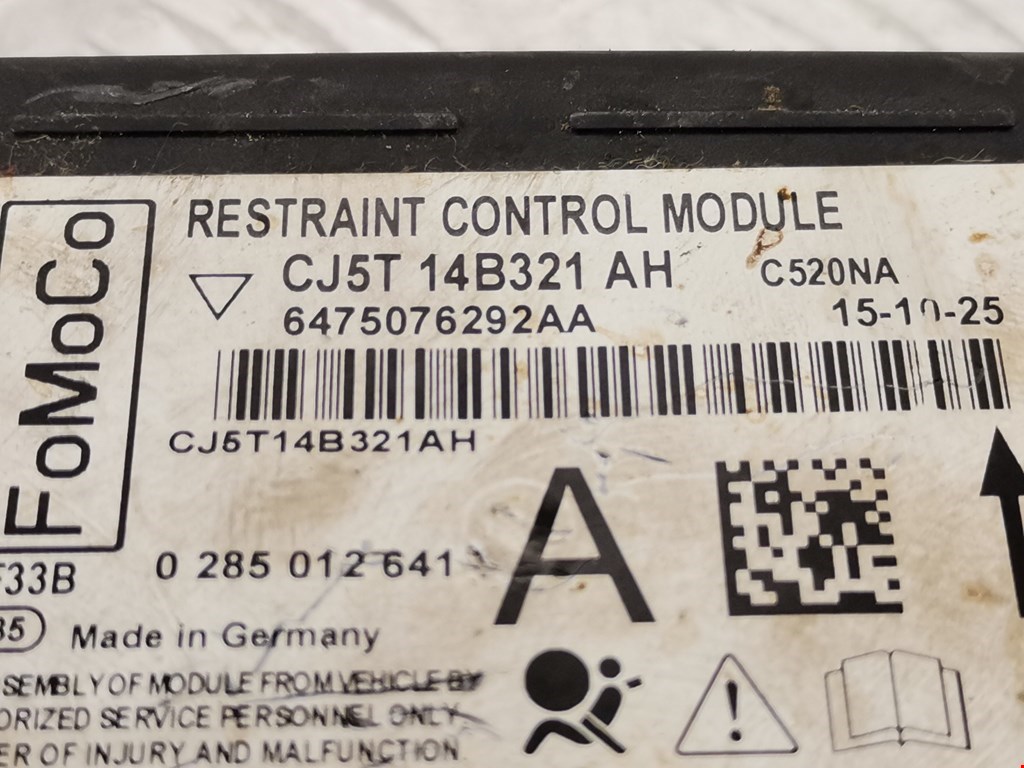 RESTRAINT CONTROL MODULE
CJ5T 14B321 AH C520NA
6475076292AA 15-10-25
FoMoCo
CJ5T14B321AH
A
0 285 012 641
F33B
Made in Germany
SEMBLY OF MODULE FROM VEHICLE BY
ORIZED SERVICE PERSONNEL ONLY.
ER OF INJURY AND MALFUNCTION